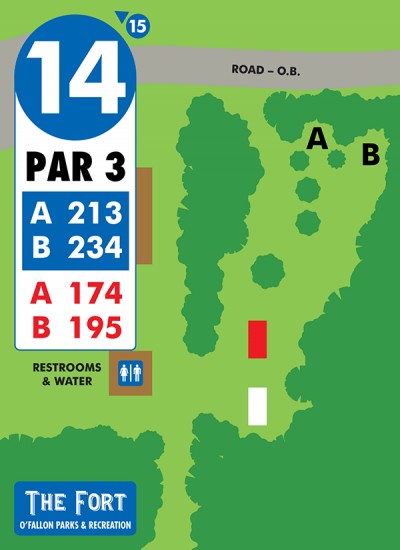 15
14
ROAD – O.B.
PAR 3
A 213
B 234
A 174
B 195
A
B
RESTROOMS
& WATER
THE FORT
O'FALLON PARKS & RECREATION